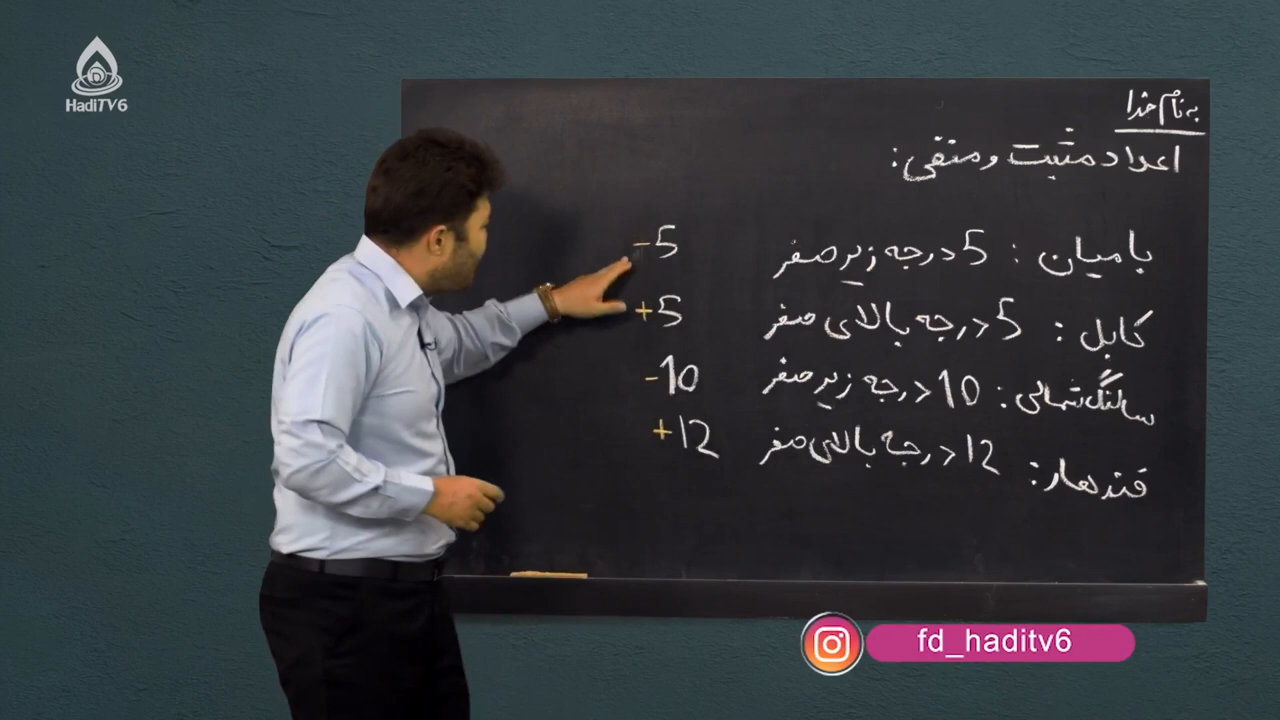 HadiTV6
به نام خدا
اعداد مثبت و منفی:
بامیان: 5 درجه زیر صفر -5
کابل: 5 درجه بالای صفر +5
سالنگ شمالی: 10 درجه زیر صفر -10
قندهار: 12 درجه بالای صفر +12
fd_haditv6